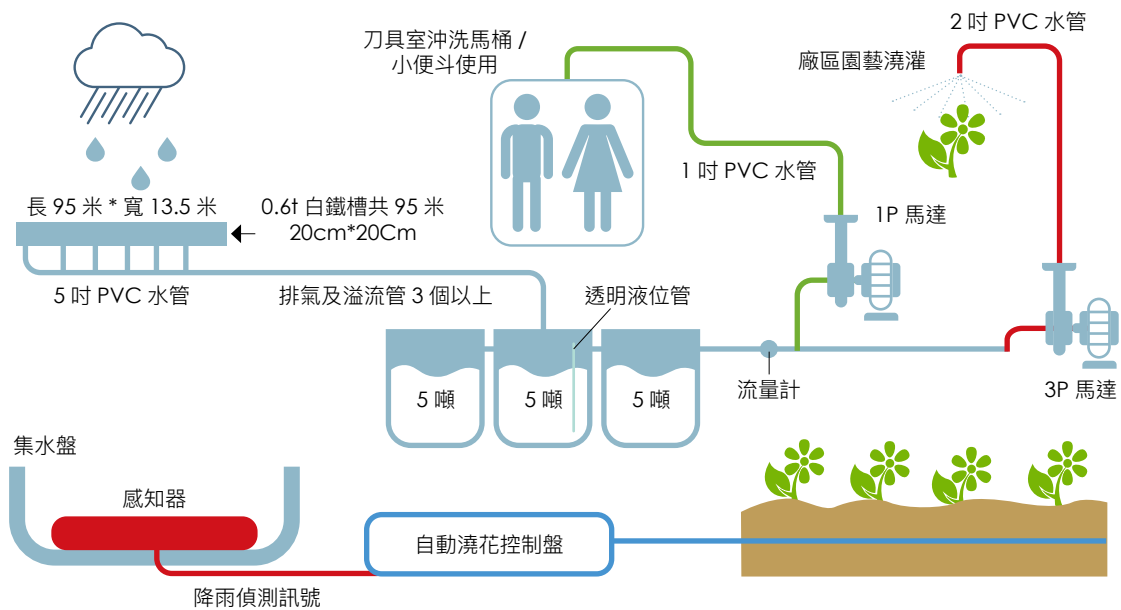 刀具室沖洗馬桶 /
小便斗使用
2 吋 PVC 水管
廠區園藝澆灌
1 吋 PVC 水管
長 95 米 * 寬 13.5 米
0.6t 白鐵槽共 95 米
20cm*20Cm
1P 馬達
5 吋 PVC 水管
排氣及溢流管 3 個以上
透明液位管
5 噸
5 噸
5 噸
流量計
3P 馬達
集水盤
感知器
自動澆花控制盤
降雨偵測訊號